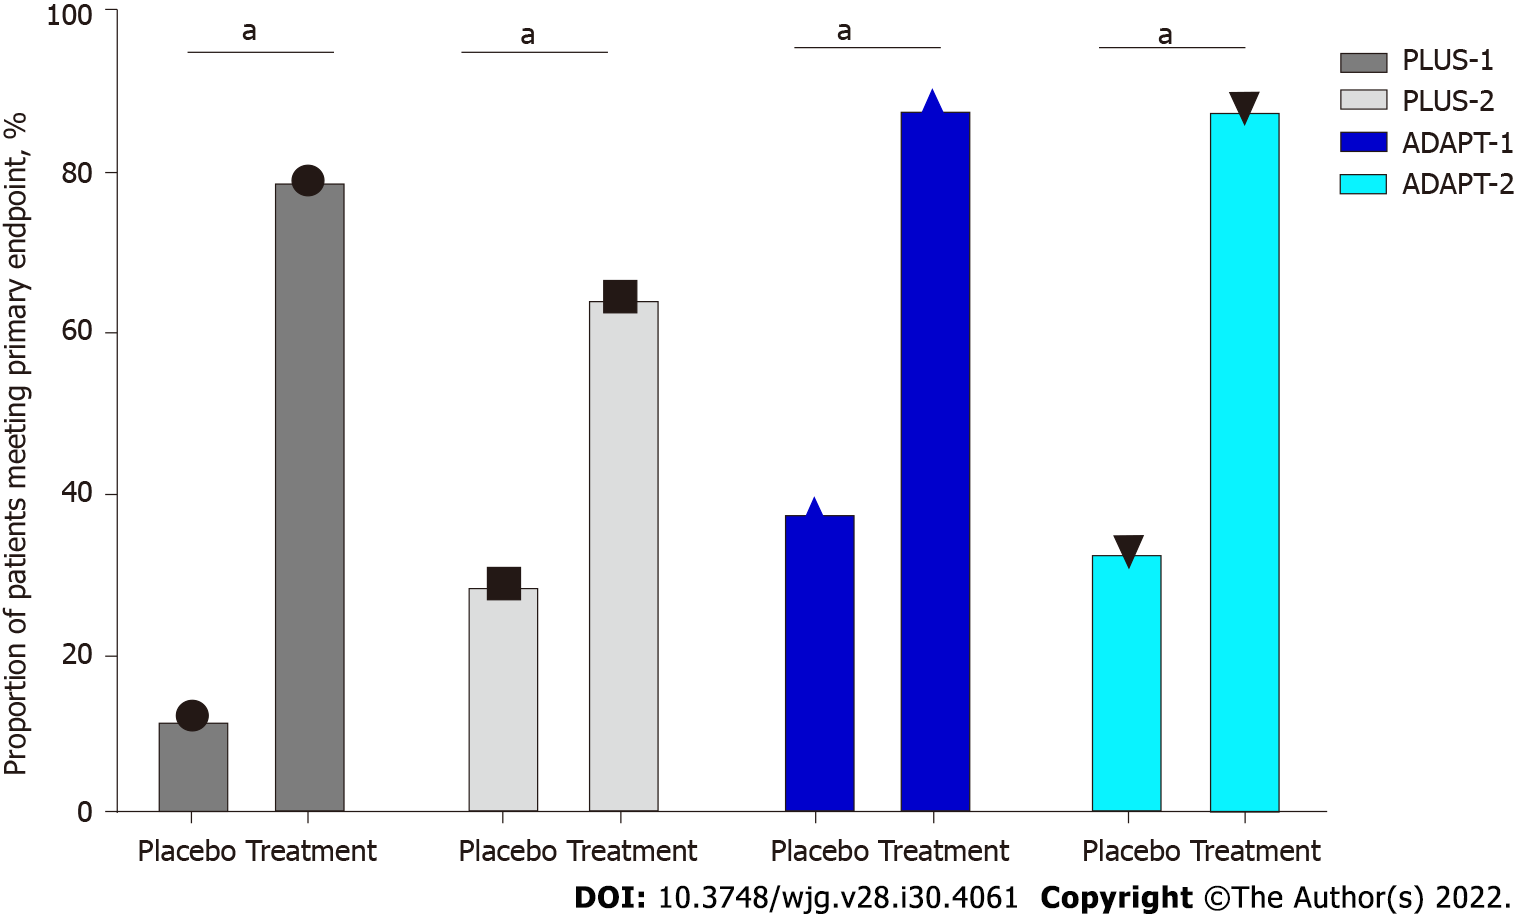 Proportion of patients meeting primary endpoint, %
100
80
60
40
20
0
a
a
a
a
PLUS-1
PLUS-2
ADAPT-1
ADAPT-2
Placebo Treatment
Placebo Treatment
Placebo Treatment
Placebo Treatment
DOI: 10.3748/wjg.v28.i30.4061 Copyright ©The Author(s) 2022.